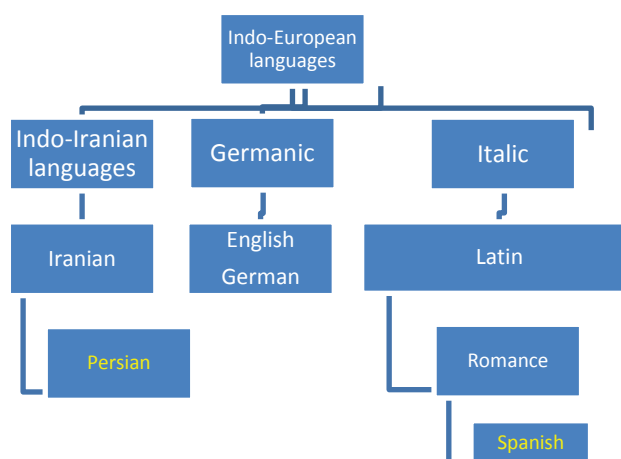 Indo-European
languages
Indo-Iranian
languages
Germanic
Italic
Iranian
English
German
Latin
Persian
Romance
Spanish